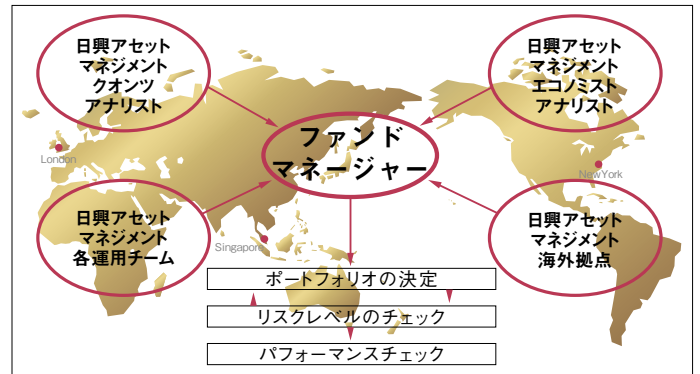 日興アセット
マネジメント
クオンツ
アナリスト
日興アセット
マネジメント
エコノミスト
アナリスト
ファンド
マネージャー
London
NewYork
日興アセット
マネジメント
各運用チーム
Singapore
日興アセット
マネジメント
海外拠点
ポートフォリオの決定
リスクレベルのチェック
パフォーマンスチェック